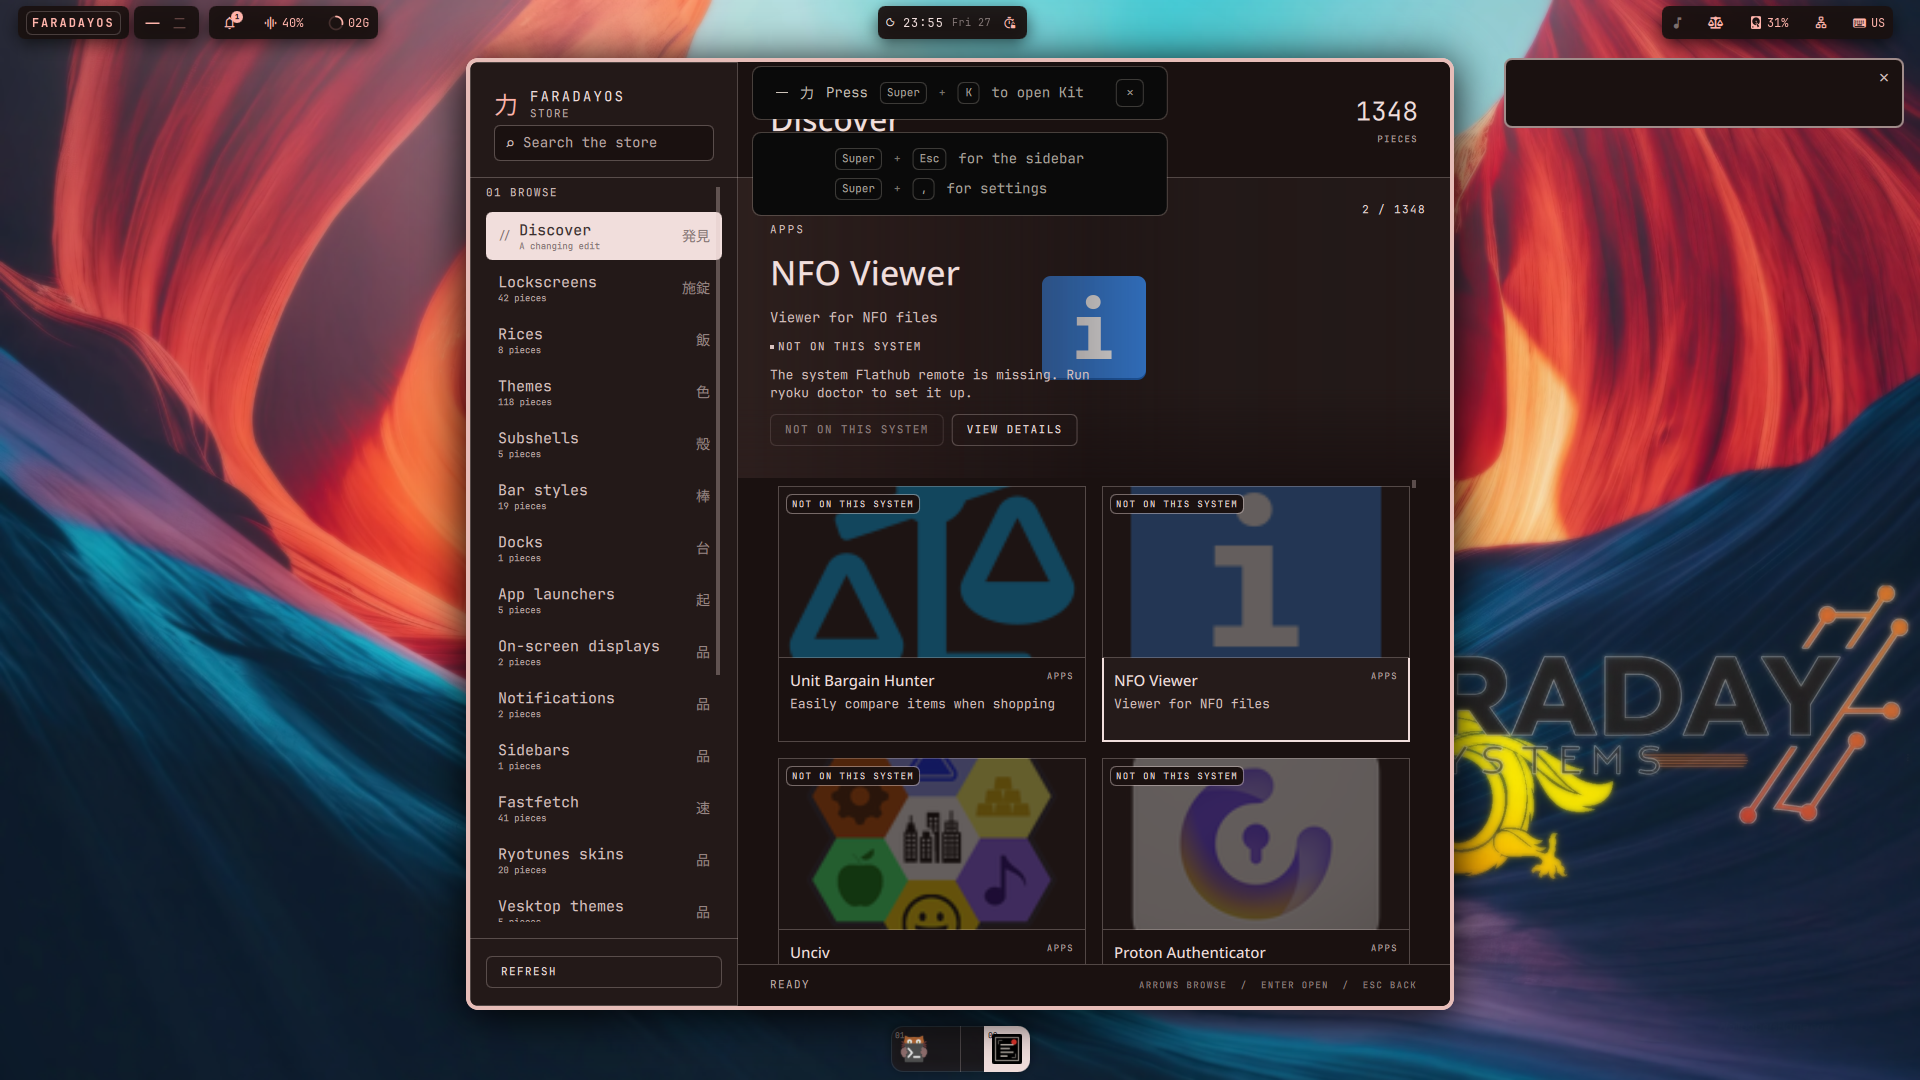 FARADAYOS
1
40%
02G
23:55 Fri 27
31%
US
力
FARADAYOS
STORE
Search the store
01 BROWSE
// Discover
A changing edit
発見
Lockscreens
42 pieces
施錠
Rices
8 pieces
飯
Themes
118 pieces
色
Subshells
5 pieces
殻
Bar styles
19 pieces
棒
Docks
1 pieces
台
App launchers
5 pieces
起
On-screen displays
2 pieces
品
Notifications
2 pieces
品
Sidebars
1 pieces
品
Fastfetch
41 pieces
速
Ryotunes skins
20 pieces
品
Vesktop themes
品
REFRESH
一 力 Press Super + K to open Kit ×
Discover
Super + Esc for the sidebar
Super + , for settings
1348
PIECES
2 / 1348
APPS
NFO Viewer
Viewer for NFO files
NOT ON THIS SYSTEM
The system Flathub remote is missing. Run
ryoku doctor to set it up.
NOT ON THIS SYSTEM
VIEW DETAILS
NOT ON THIS SYSTEM
Unit Bargain Hunter
APPS
Easily compare items when shopping
NOT ON THIS SYSTEM
NFO Viewer
APPS
Viewer for NFO files
NOT ON THIS SYSTEM
Unciv
APPS
NOT ON THIS SYSTEM
Proton Authenticator
APPS
READY
ARROWS BROWSE / ENTER OPEN / ESC BACK
×
RADAY
YSTEMS
01